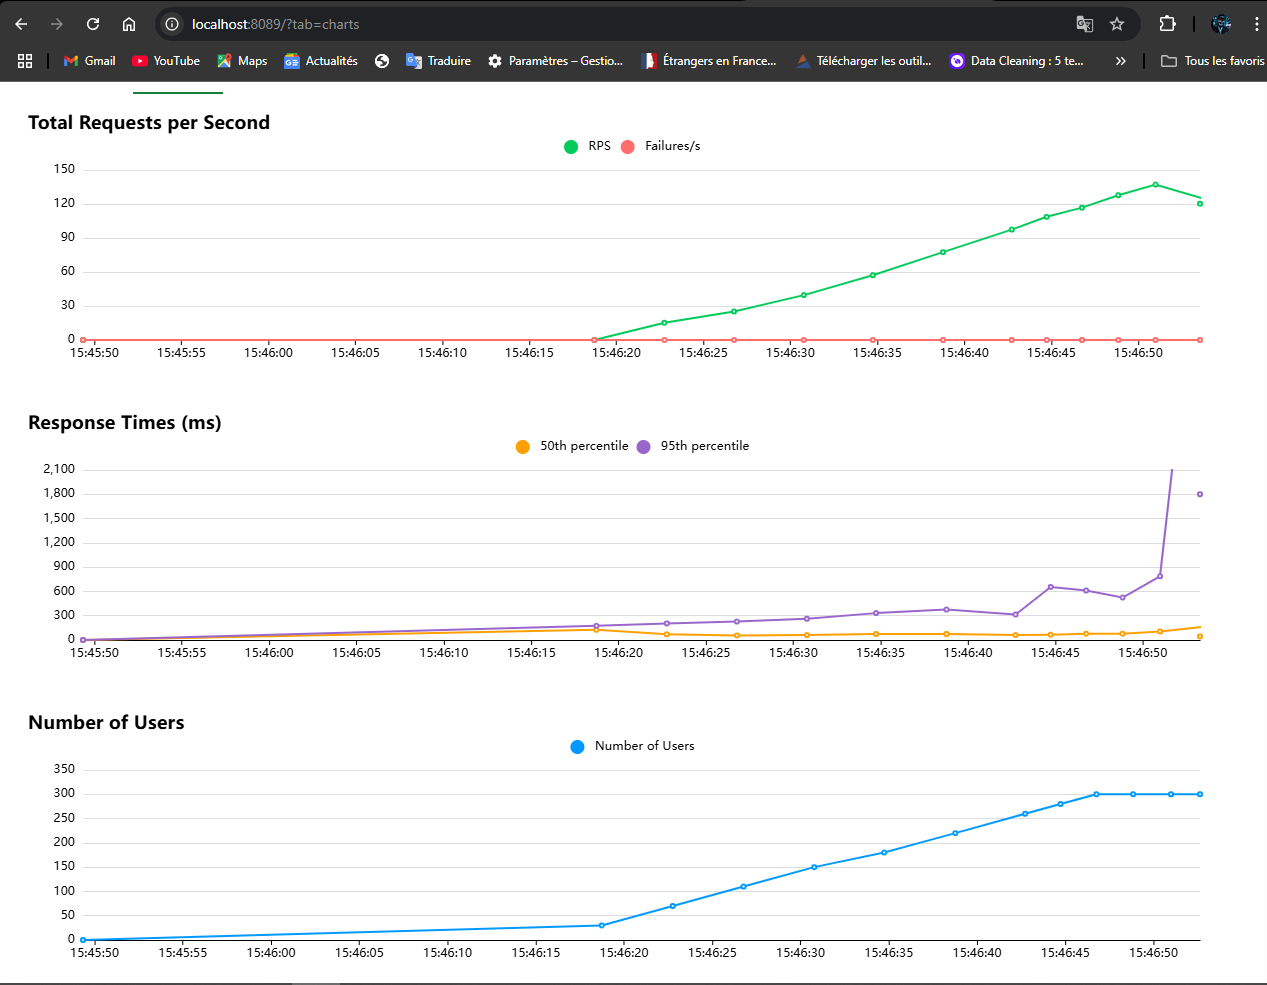 localhost:8089/?tab=charts
Gmail YouTube Maps Actualités Traduire Paramètres – Gestio... Étrangers en France... Télécharger les outil... Data Cleaning : 5 te... » Tous les favoris
Total Requests per Second
RPS Failures/s
150
120
90
60
30
0
15:45:50 15:45:55 15:46:00 15:46:05 15:46:10 15:46:15 15:46:20 15:46:25 15:46:30 15:46:35 15:46:40 15:46:45 15:46:50
Response Times (ms)
50th percentile 95th percentile
2,100
1,800
1,500
1,200
900
600
300
0
15:45:50 15:45:55 15:46:00 15:46:05 15:46:10 15:46:15 15:46:20 15:46:25 15:46:30 15:46:35 15:46:40 15:46:45 15:46:50
Number of Users
Number of Users
350
300
250
200
150
100
50
0
15:45:50 15:45:55 15:46:00 15:46:05 15:46:10 15:46:15 15:46:20 15:46:25 15:46:30 15:46:35 15:46:40 15:46:45 15:46:50